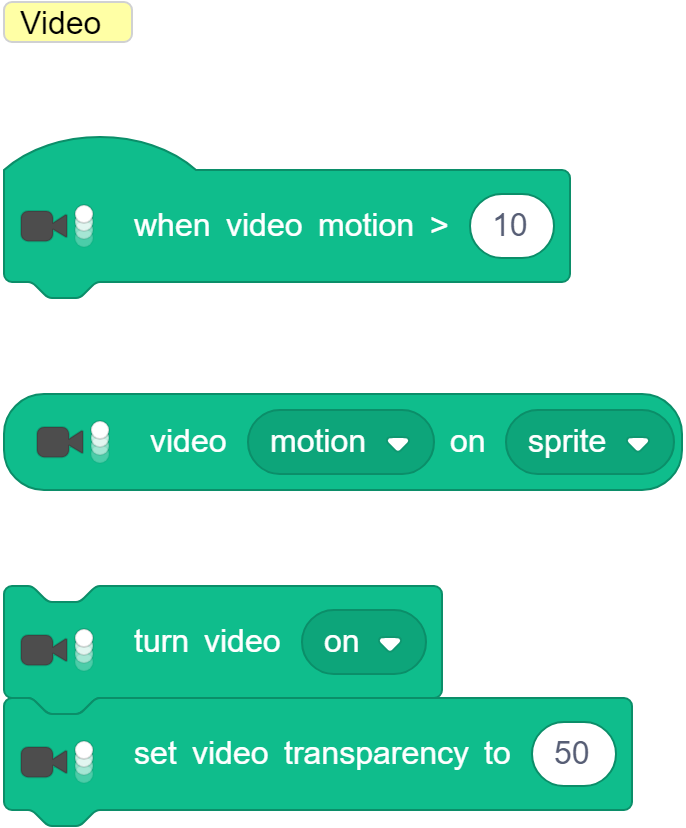 Video
when video motion > 10
video motion on sprite
turn video on
set video transparency to 50